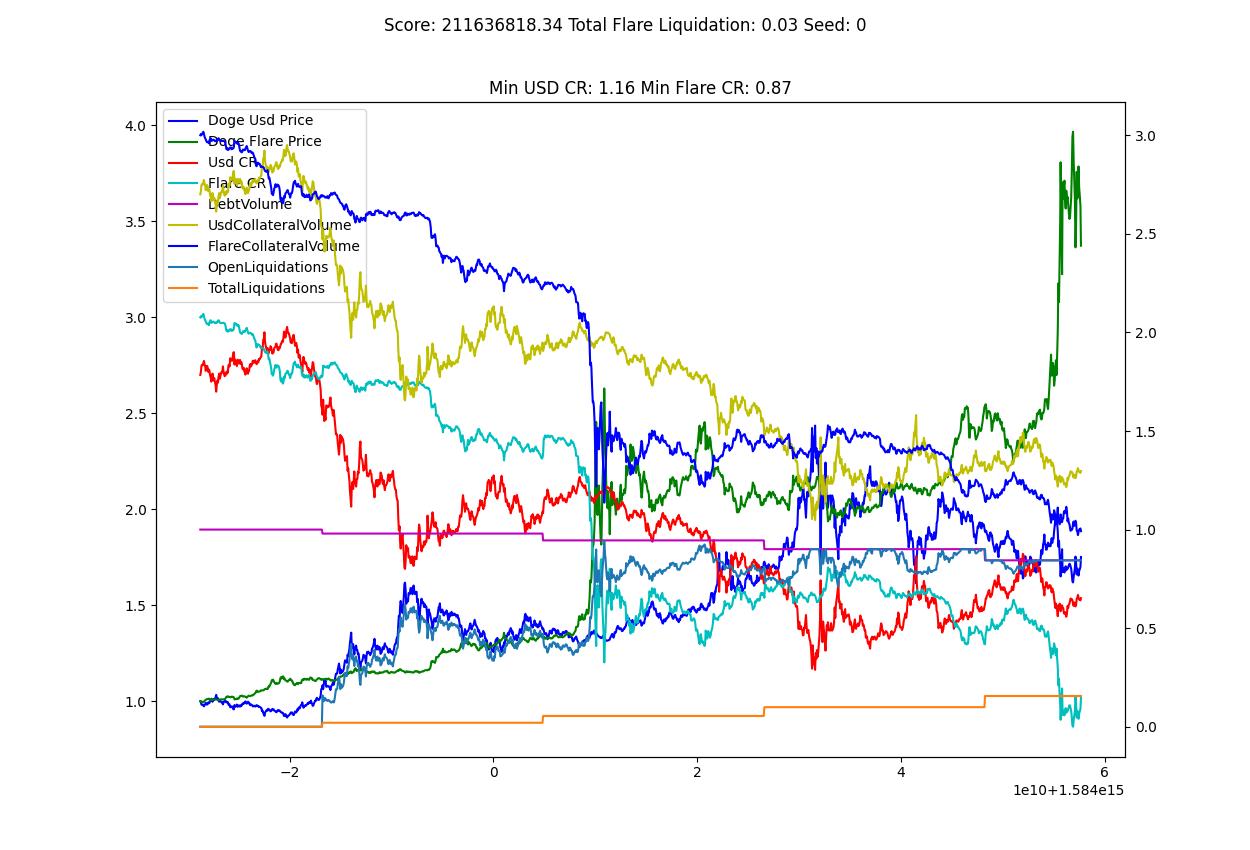 Score: 211636818.34 Total Flare Liquidation: 0.03 Seed: 0
Min USD CR: 1.16 Min Flare CR: 0.87
Doge Usd Price
Doge Flare Price
Usd CR
Flare CR
DebtVolume
UsdCollateralVolume
FlareCollateralVolume
OpenLiquidations
TotalLiquidations
4.0
3.5
3.0
2.5
2.0
1.5
1.0
3.0
2.5
2.0
1.5
1.0
0.5
0.0
−2
0
2
4
6
1e10+1.584e15